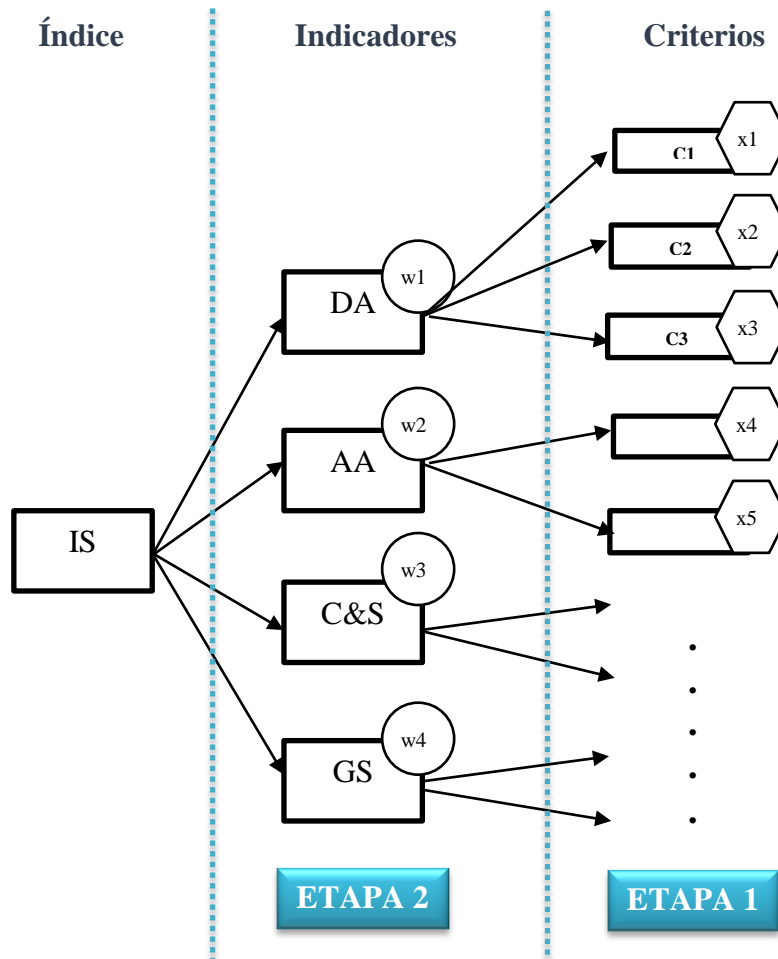 Índice
Indicadores
Criterios
x1
C1
x2
C2
w1
DA
x3
C3
w2
AA
x4
x5
IS
w3
C&S
w4
GS
ETAPA 2
ETAPA 1